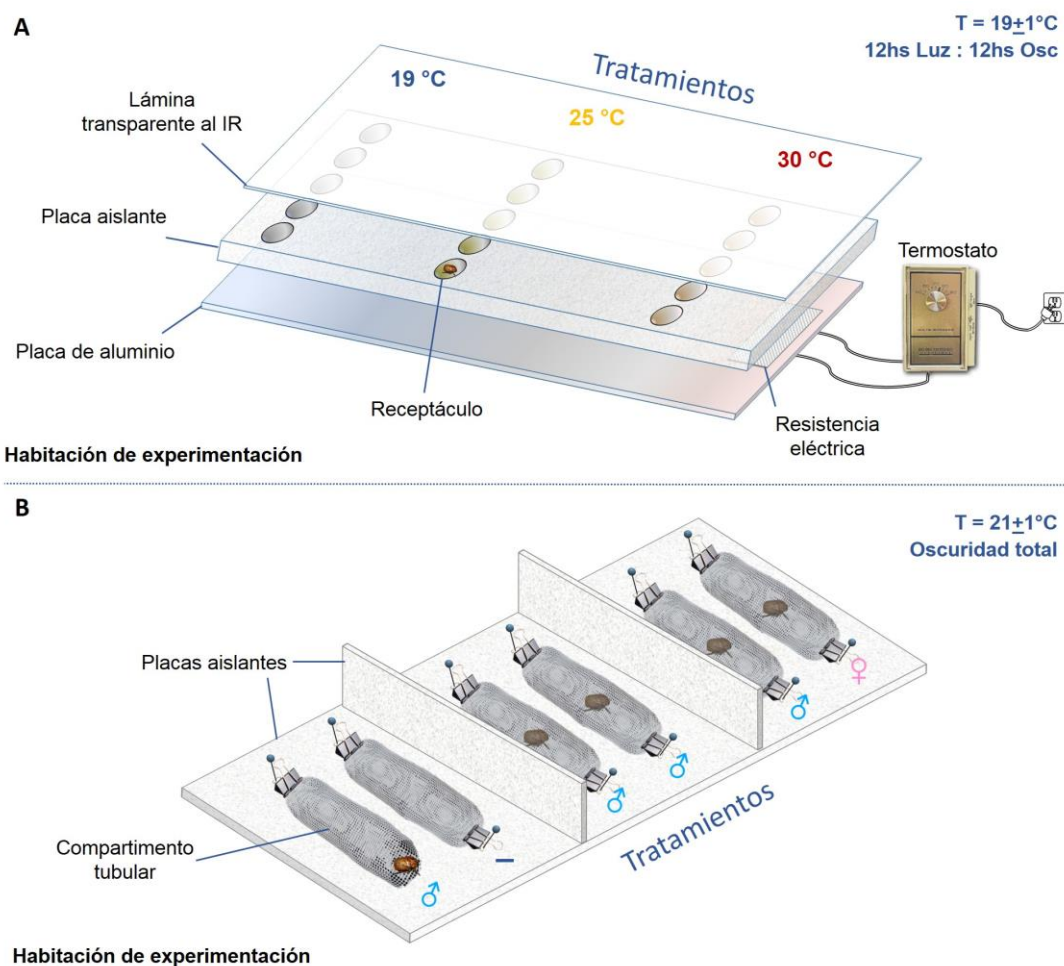 A
T = 19±1°C
12hs Luz : 12hs Osc
Tratamientos
19 °C
25 °C
30 °C
Lámina
transparente al IR
Placa aislante
Termostato
Placa de aluminio
Receptáculo
Resistencia
eléctrica
Habitación de experimentación
B
T = 21±1°C
Oscuridad total
Placas aislantes
♀
♂
♂
♂
Tratamientos
Compartimento
tubular
–
♂
Habitación de experimentación